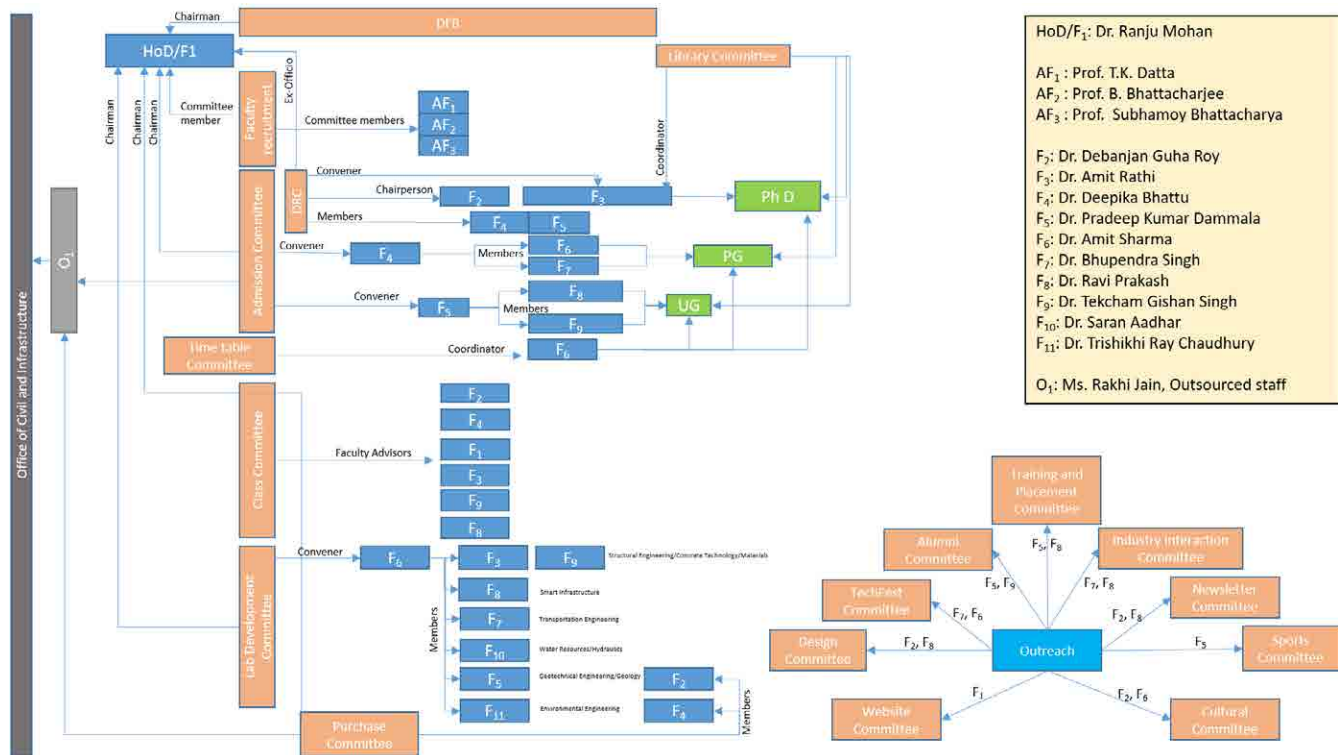 Office of Civil and Infrastructure
O1
Chairman
DFB
HoD/F1
Library Committee
Chairman
Chairman
Chairman
Committee
member
Ex-Officio
Faculty
recruitment
Committee members
AF1
AF2
AF3
Coordinator
Admission Committee
DRC
Convener
Chairperson
F2
F3
Ph D
Members
F4
F5
Convener
F4
Members
F6
F7
PG
Convener
F5
Members
F8
F9
UG
Time table
Committee
Coordinator
F6
Class Committee
Faculty Advisors
F2
F4
F1
F3
F9
F8
Lab Development
Committee
Convener
F6
Members
F3
F9
Structural Engineering/Concrete Technology/Materials
F8
Smart Infrastructure
F7
Transportation Engineering
F10
Water Resources/Hydraulics
F5
Geotechnical Engineering/Geology
F2
F11
Environmental Engineering
F4
Members
Purchase
Committee
HoD/F1: Dr. Ranju Mohan
AF1 : Prof. T.K. Datta
AF2 : Prof. B. Bhattacharjee
AF3 : Prof. Subhamoy Bhattacharya
F2: Dr. Debanjan Guha Roy
F3: Dr. Amit Rathi
F4: Dr. Deepika Bhattu
F5: Dr. Pradeep Kumar Dammala
F6: Dr. Amit Sharma
F7: Dr. Bhupendra Singh
F8: Dr. Ravi Prakash
F9: Dr. Tekcham Gishan Singh
F10: Dr. Saran Aadhar
F11: Dr. Trishikhi Ray Chaudhury
O1: Ms. Rakhi Jain, Outsourced staff
Training and
Placement
Committee
Alumni
Committee
Industry Interaction
Committee
F5, F8
F5, F9
F7, F8
TechFest
Committee
Newsletter
Committee
F7, F6
F2, F8
Design
Committee
F2, F8
Outreach
F5
Sports
Committee
F1
F2, F6
Website
Committee
Cultural
Committee